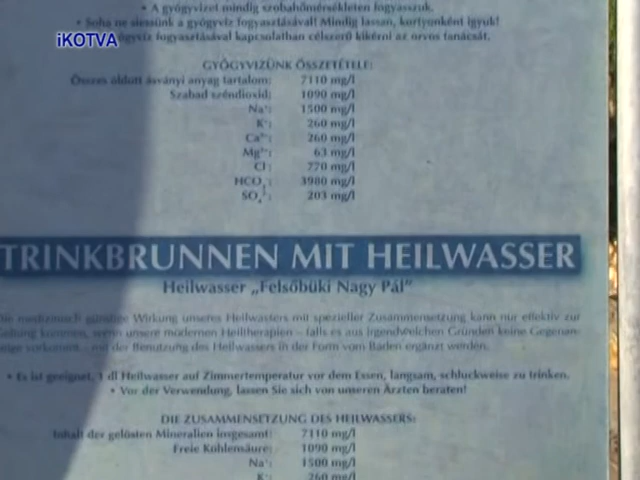 • A gyógyvizet mindig szobahőmérsékleten fogyasszuk.
• Soha ne siessünk a gyógyvíz fogyasztásával! Mindig lassan, kortyonként igyuk!
iKOTVA
fogyasztásával kapcsolatban célszerű kikérni az orvos tanácsát.
GYÓGYVIZÜNK ÖSSZETÉTELE:
Összes oldott ásványi anyag tartalom: 7110 mg/l
Szabad széndioxid: 1090 mg/l
Na⁺: 1500 mg/l
K⁺: 260 mg/l
Ca²⁺: 260 mg/l
Mg²⁺: 63 mg/l
Cl⁻: 770 mg/l
HCO₃⁻: 3980 mg/l
SO₄²⁻: 203 mg/l
TRINKBRUNNEN MIT HEILWASSER
Heilwasser „Felsőbüki Nagy Pál”
Die medizinisch günstige Wirkung unseres Heilwassers mit spezieller Zusammensetzung kann nur effektiv zur
Geltung kommen, wenn unsere modernen Heiltherapien – falls es aus irgendwelchen Gründen keine Gegenan-
zeige vorkommt – mit der Benutzung des Heilwassers in der Form vom Baden ergänzt werden.
• Es ist geeignet, 1 dl Heilwasser auf Zimmertemperatur vor dem Essen, langsam, schluckweise zu trinken.
• Vor der Verwendung, lassen Sie sich von unseren Ärzten beraten!
DIE ZUSAMMENSETZUNG DES HEILWASSERS:
Inhalt der gelösten Mineralien insgesamt: 7110 mg/l
Freie Kohlensäure: 1090 mg/l
Na⁺: 1500 mg/l
K⁺: 260 mg/l